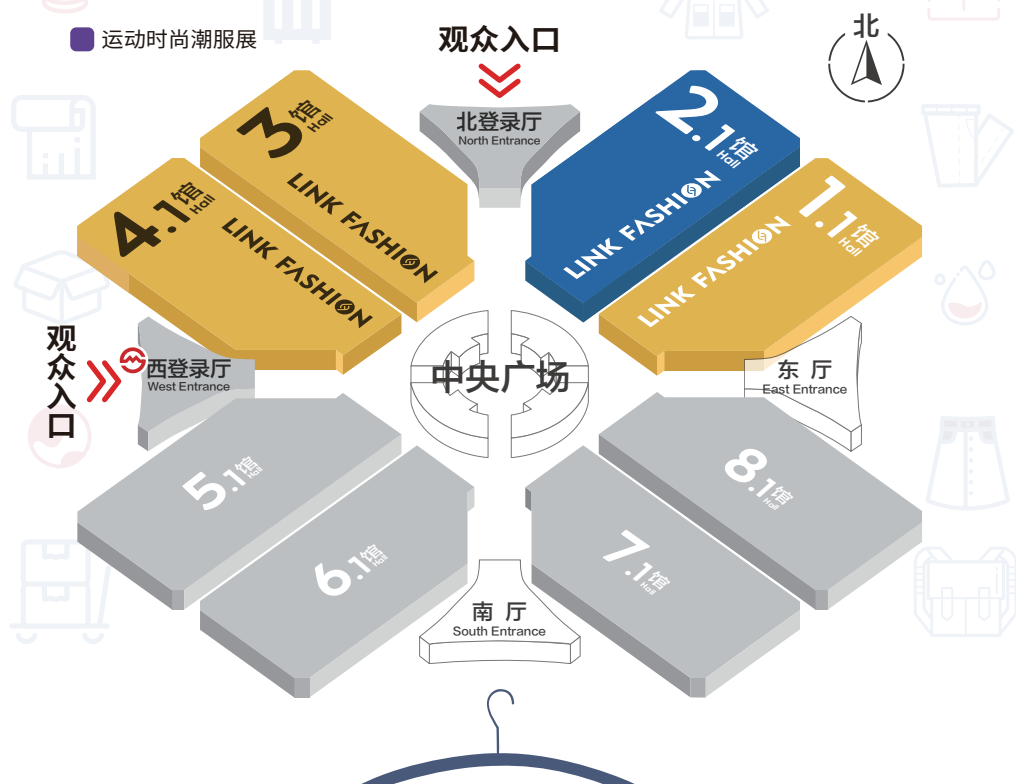 运动时尚潮服展
观众入口
北
北登录厅
North Entrance
3馆
Hall
LINK FASHION
4.1馆
Hall
LINK FASHION
2.1馆
Hall
LINK FASHION
1.1馆
Hall
LINK FASHION
观众入口
西登录厅
West Entrance
中央广场
东 厅
East Entrance
5.1馆
Hall
6.1馆
Hall
8.1馆
Hall
7.1馆
Hall
南 厅
South Entrance